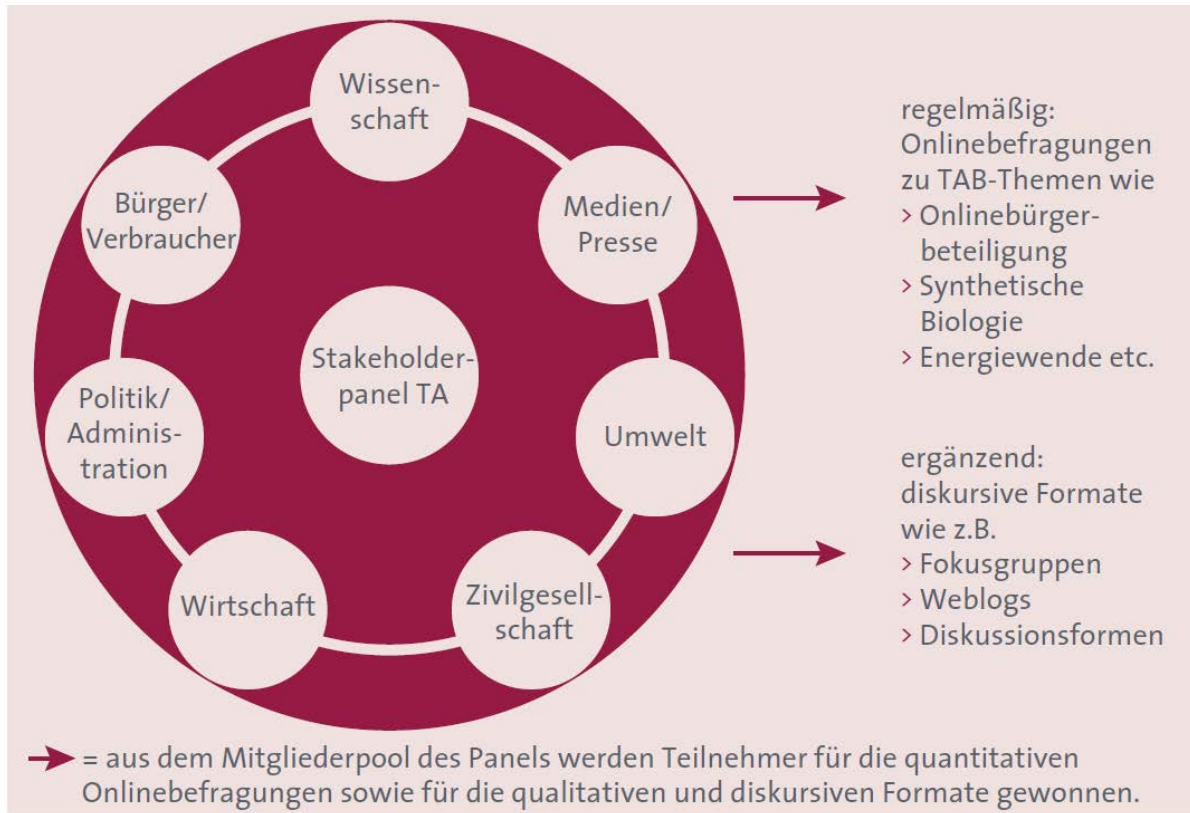 Wissen-
schaft
Medien/
Presse
Umwelt
Zivilgesell-
schaft
Wirtschaft
Politik/
Adminis-
tration
Bürger/
Verbraucher
Stakeholder-
panel TA
regelmäßig:
Onlinebefragungen
zu TAB-Themen wie
> Onlinebürger-
beteiligung
> Synthetische
Biologie
> Energiewende etc.
ergänzend:
diskursive Formate
wie z.B.
> Fokusgruppen
> Weblogs
> Diskussionsformen
= aus dem Mitgliederpool des Panels werden Teilnehmer für die quantitativen
Onlinebefragungen sowie für die qualitativen und diskursiven Formate gewonnen.